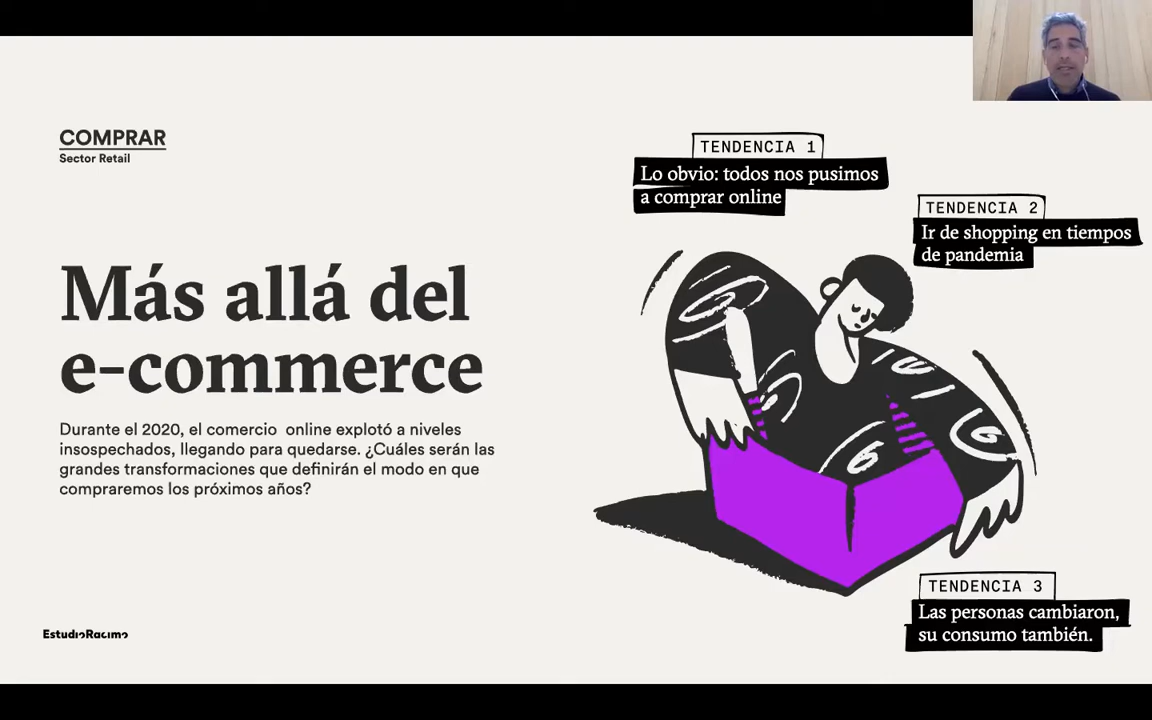 COMPRAR
Sector Retail
Más allá del
e-commerce
Durante el 2020, el comercio online explotó a niveles
insospechados, llegando para quedarse. ¿Cuáles serán las
grandes transformaciones que definirán el modo en que
compraremos los próximos años?
TENDENCIA 1
Lo obvio: todos nos pusimos
a comprar online
TENDENCIA 2
Ir de shopping en tiempos
de pandemia
TENDENCIA 3
Las personas cambiaron,
su consumo también.
EstudioRacimo